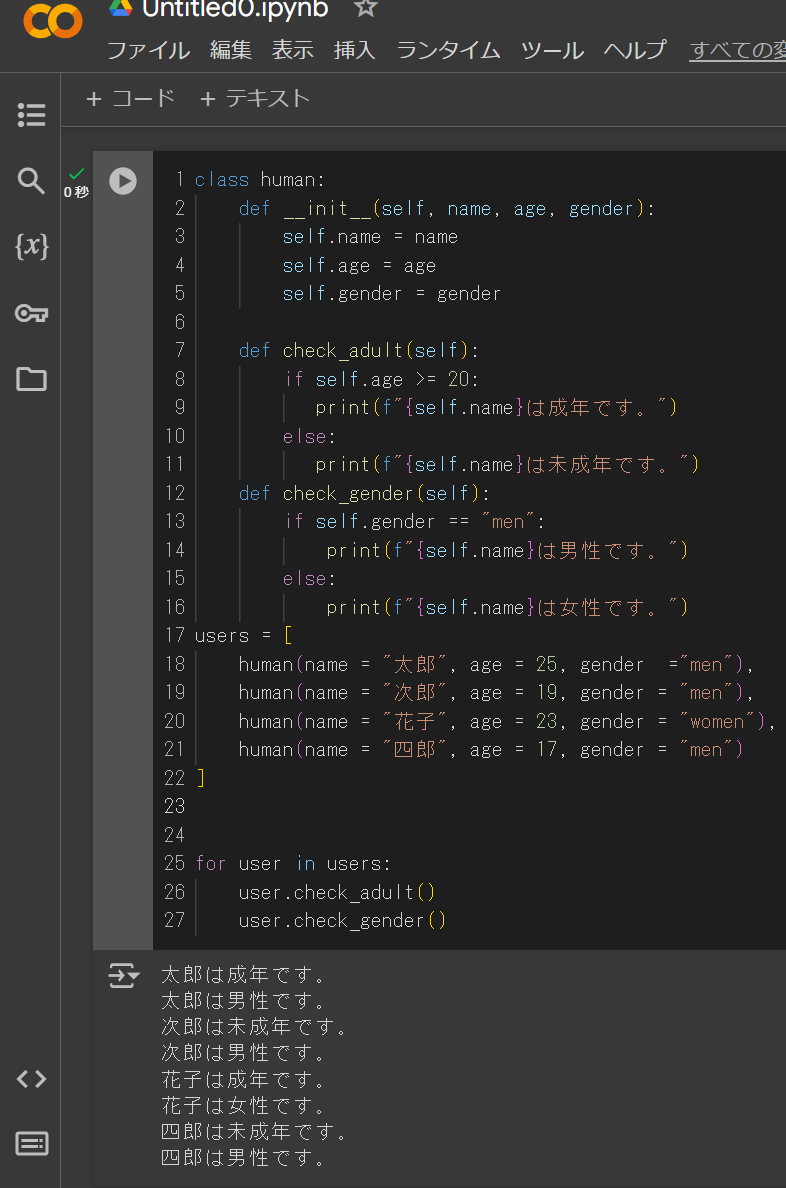 Untitled0.ipynb
ファイル 編集 表示 挿入 ランタイム ツール ヘルプ すべての変
+ コード + テキスト
0 秒
1 class human:
2     def __init__(self, name, age, gender):
3         self.name = name
4         self.age = age
5         self.gender = gender
6
7     def check_adult(self):
8         if self.age >= 20:
9            print(f"{self.name}は成年です。")
10         else:
11            print(f"{self.name}は未成年です。")
12     def check_gender(self):
13         if self.gender == "men":
14             print(f"{self.name}は男性です。")
15         else:
16             print(f"{self.name}は女性です。")
17 users = [
18     human(name = "太郎", age = 25, gender  ="men"),
19     human(name = "次郎", age = 19, gender = "men"),
20     human(name = "花子", age = 23, gender = "women"),
21     human(name = "四郎", age = 17, gender = "men")
22 ]
23
24
25 for user in users:
26     user.check_adult()
27     user.check_gender()
太郎は成年です。
太郎は男性です。
次郎は未成年です。
次郎は男性です。
花子は成年です。
花子は女性です。
四郎は未成年です。
四郎は男性です。